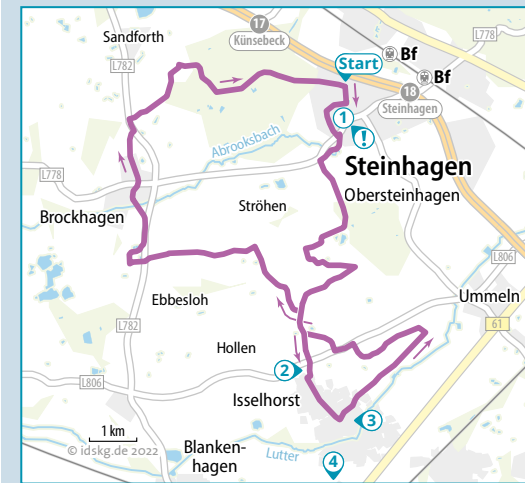 17
Künsebeck
L778
Sandforth
Bf
Start
Bf
L782
18
Steinhagen
1
!
Abrooksbach
Steinhagen
L778
Obersteinhagen
Ströhen
Brockhagen
L806
Ebbesloh
Ummeln
61
L782
Hollen
2
L806
Isselhorst
3
1 km
© idskg.de 2022
Blanken-
hagen
Lutter
4